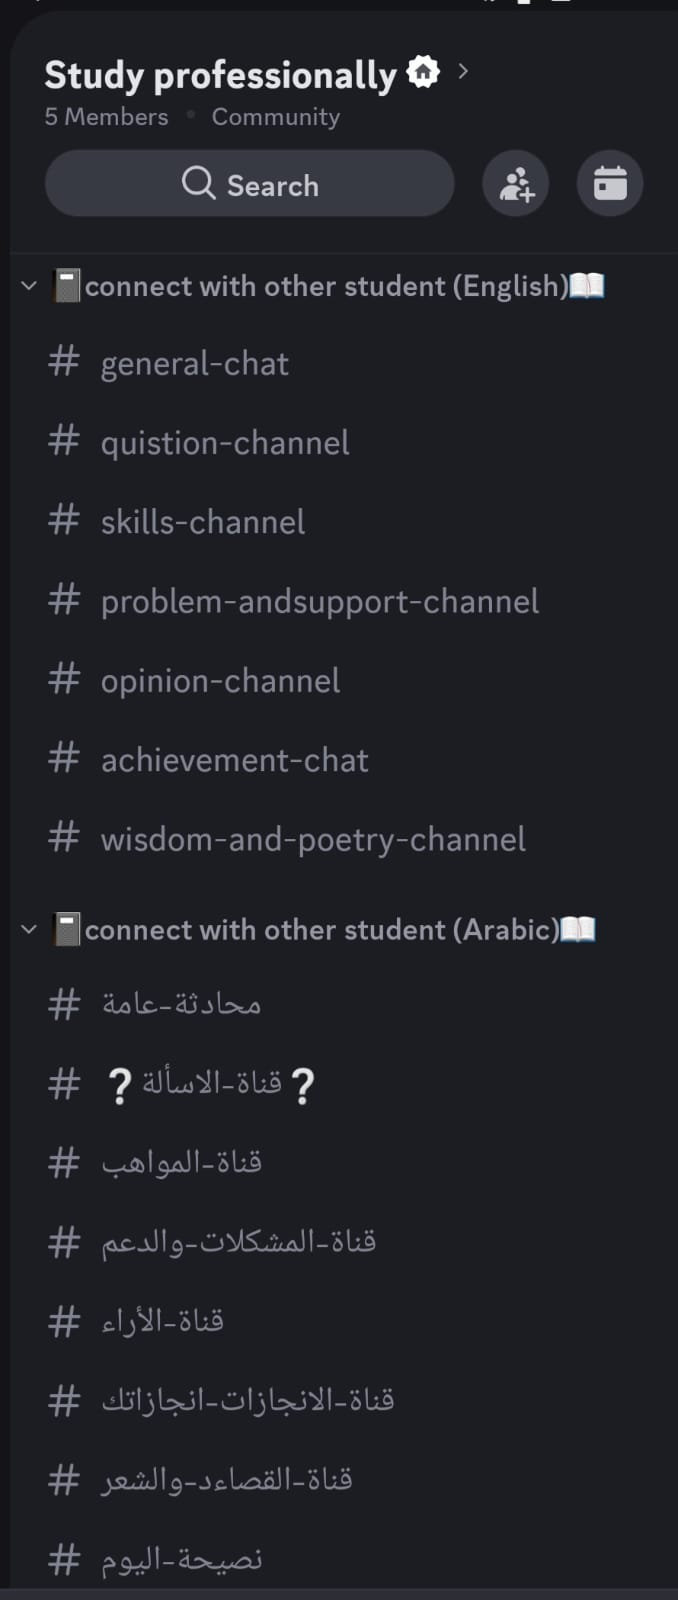 Study professionally
5 Members • Community
Search
connect with other student (English)
# general-chat
# quistion-channel
# skills-channel
# problem-andsupport-channel
# opinion-channel
# achievement-chat
# wisdom-and-poetry-channel
connect with other student (Arabic)
# محادثة-عامة
# ❔قناة-الاسألة❔
# قناة-المواهب
# قناة-المشكلات-والدعم
# قناة-الأراء
# قناة-الانجازات-انجازاتك
# قناة-القصاءد-والشعر
# نصيحة-اليوم